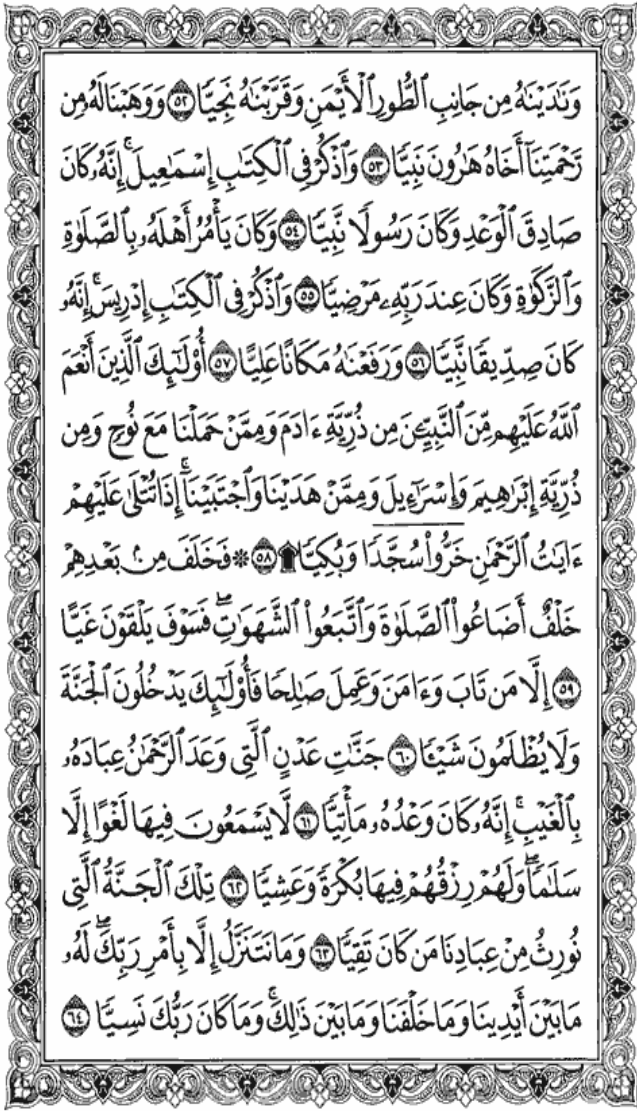 وَنَٰدَيْنَٰهُ مِن جَانِبِ ٱلطُّورِ ٱلْأَيْمَنِ وَقَرَّبْنَٰهُ نَجِيًّا ٥٢ وَوَهَبْنَا لَهُۥ مِن
رَّحْمَتِنَآ أَخَاهُ هَٰرُونَ نَبِيًّا ٥٣ وَٱذْكُرْ فِى ٱلْكِتَٰبِ إِسْمَٰعِيلَ ۚ إِنَّهُۥ كَانَ
صَادِقَ ٱلْوَعْدِ وَكَانَ رَسُولًا نَّبِيًّا ٥٤ وَكَانَ يَأْمُرُ أَهْلَهُۥ بِٱلصَّلَوٰةِ
وَٱلزَّكَوٰةِ وَكَانَ عِندَ رَبِّهِۦ مَرْضِيًّا ٥٥ وَٱذْكُرْ فِى ٱلْكِتَٰبِ إِدْرِيسَ ۚ إِنَّهُۥ
كَانَ صِدِّيقًا نَّبِيًّا ٥٦ وَرَفَعْنَٰهُ مَكَانًا عَلِيًّا ٥٧ أُو۟لَٰٓئِكَ ٱلَّذِينَ أَنْعَمَ
ٱللَّهُ عَلَيْهِم مِّنَ ٱلنَّبِيِّۦنَ مِن ذُرِّيَّةِ ءَادَمَ وَمِمَّنْ حَمَلْنَا مَعَ نُوحٍ وَمِن
ذُرِّيَّةِ إِبْرَٰهِيمَ وَإِسْرَٰٓءِيلَ وَمِمَّنْ هَدَيْنَا وَٱجْتَبَيْنَآ ۚ إِذَا تُتْلَىٰ عَلَيْهِمْ
ءَايَٰتُ ٱلرَّحْمَٰنِ خَرُّوا۟ سُجَّدًا وَبُكِيًّا ۩ ٥٨ ۞ فَخَلَفَ مِنۢ بَعْدِهِمْ
خَلْفٌ أَضَاعُوا۟ ٱلصَّلَوٰةَ وَٱتَّبَعُوا۟ ٱلشَّهَوَٰتِ ۖ فَسَوْفَ يَلْقَوْنَ غَيًّا
٥٩ إِلَّا مَن تَابَ وَءَامَنَ وَعَمِلَ صَٰلِحًا فَأُو۟لَٰٓئِكَ يَدْخُلُونَ ٱلْجَنَّةَ
وَلَا يُظْلَمُونَ شَيْـًٔا ٦٠ جَنَّٰتِ عَدْنٍ ٱلَّتِى وَعَدَ ٱلرَّحْمَٰنُ عِبَادَهُۥ
بِٱلْغَيْبِ ۚ إِنَّهُۥ كَانَ وَعْدُهُۥ مَأْتِيًّا ٦١ لَّا يَسْمَعُونَ فِيهَا لَغْوًا إِلَّا
سَلَٰمًا ۖ وَلَهُمْ رِزْقُهُمْ فِيهَا بُكْرَةً وَعَشِيًّا ٦٢ تِلْكَ ٱلْجَنَّةُ ٱلَّتِى
نُورِثُ مِنْ عِبَادِنَا مَن كَانَ تَقِيًّا ٦٣ وَمَا نَتَنَزَّلُ إِلَّا بِأَمْرِ رَبِّكَ ۖ لَهُۥ
مَا بَيْنَ أَيْدِينَا وَمَا خَلْفَنَا وَمَا بَيْنَ ذَٰلِكَ ۚ وَمَا كَانَ رَبُّكَ نَسِيًّا ٦٤